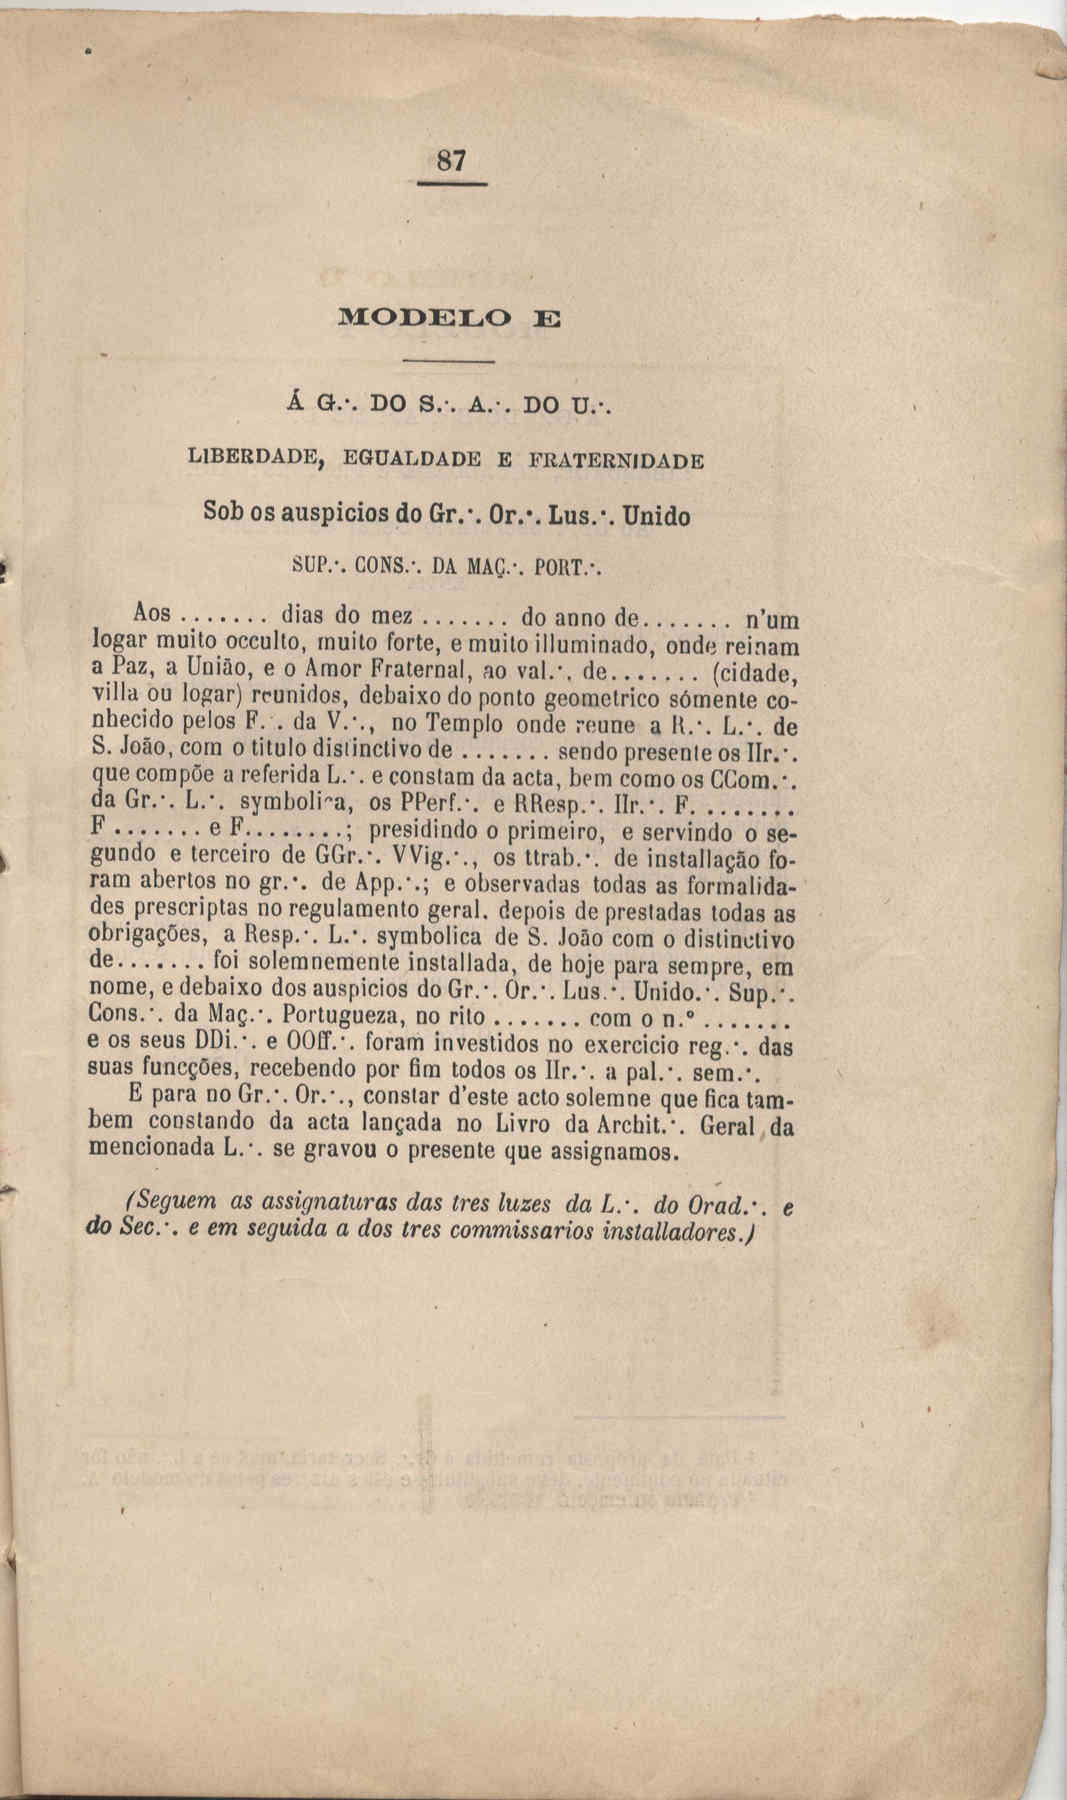 87
MODELO E
Á G.·. DO S.·. A.·. DO U.·.
LIBERDADE, EGUALDADE E FRATERNIDADE
Sob os auspicios do Gr.·. Or.·. Lus.·. Unido
SUP.·. CONS.·. DA MAÇ.·. PORT.·.
Aos ....... dias do mez ....... do anno de....... n'um
logar muito occulto, muito forte, e muito illuminado, onde reinam
a Paz, a União, e o Amor Fraternal, ao val.·. de....... (cidade,
villa ou logar) reunidos, debaixo do ponto geometrico sómente co-
nhecido pelos F.·. da V.·., no Templo onde reune a R.·. L.·. de
S. João, com o titulo distinctivo de ....... sendo presente os IIr.·.
que compõe a referida L.·. e constam da acta, bem como os CCom.·.
da Gr.·. L.·. symbolica, os PPerf.·. e RResp.·. IIr.·. F. ........
F ....... e F........; presidindo o primeiro, e servindo o se-
gundo e terceiro de GGr.·. VVig.·., os ttrab.·. de installação fo-
ram abertos no gr.·. de App.·.; e observadas todas as formalida-
des prescriptas no regulamento geral. depois de prestadas todas as
obrigações, a Resp.·. L.·. symbolica de S. João com o distinctivo
de....... foi solemnemente installada, de hoje para sempre, em
nome, e debaixo dos auspicios do Gr.·. Or.·. Lus.·. Unido.·. Sup.·.
Cons.·. da Maç.·. Portugueza, no rito ....... com o n.º .......
e os seus DDi.·. e OOff.·. foram investidos no exercicio reg.·. das
suas funcções, recebendo por fim todos os IIr.·. a pal.·. sem.·.
E para no Gr.·. Or.·., constar d'este acto solemne que fica tam-
bem constando da acta lançada no Livro da Archit.·. Geral da
mencionada L.·. se gravou o presente que assignamos.
(Seguem as assignaturas das tres luzes da L.·. do Orad.·. e
do Sec.·. e em seguida a dos tres commissarios installadores.)